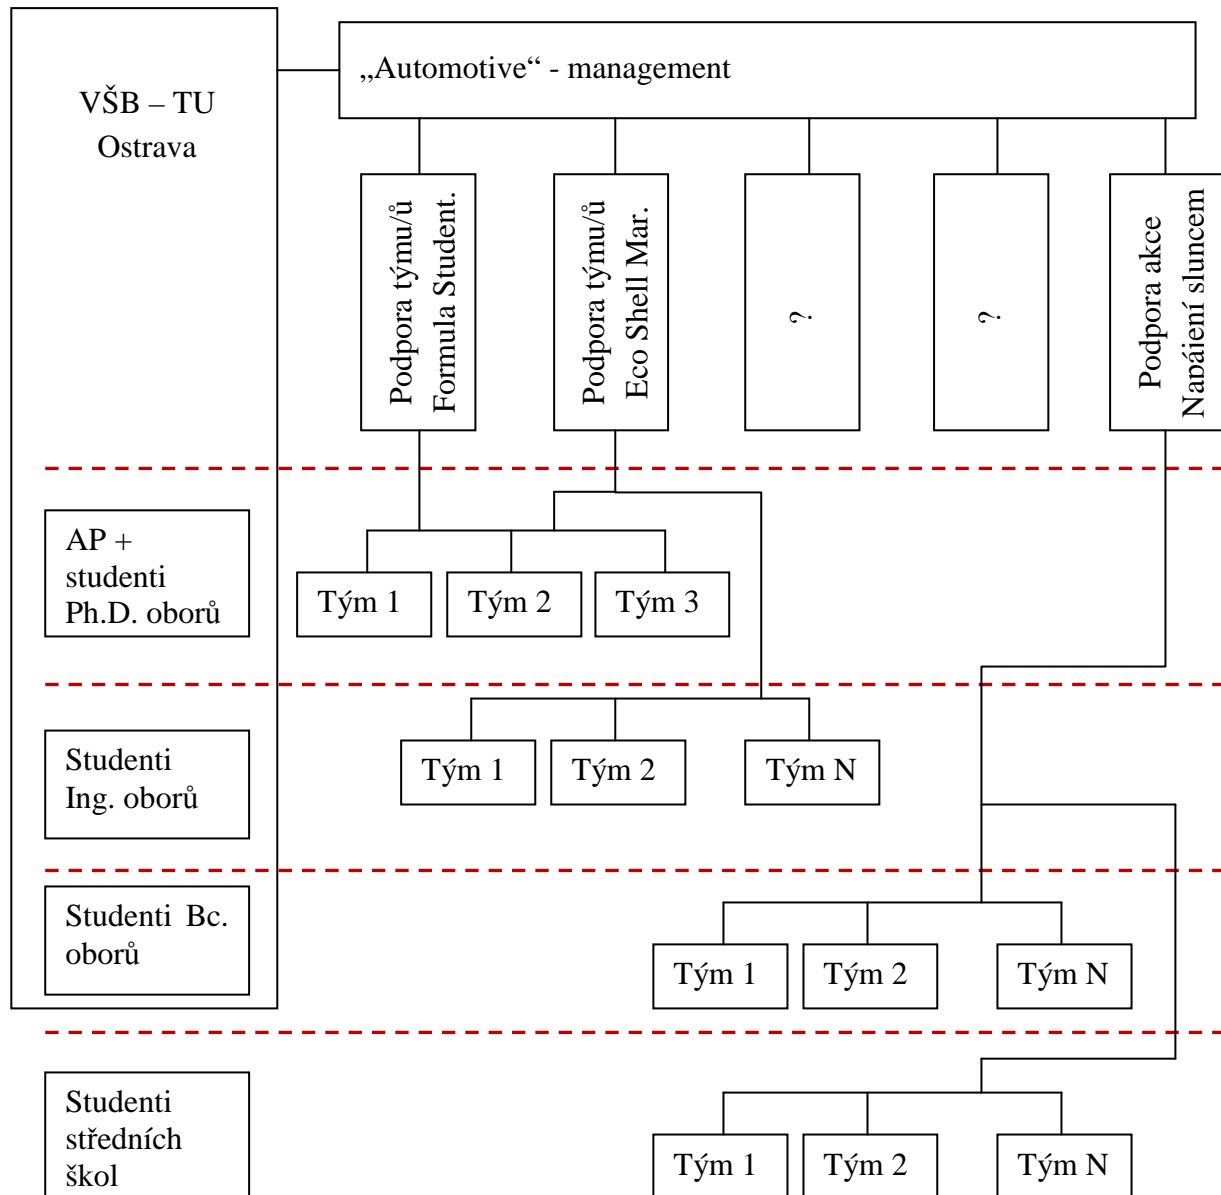 VŠB – TU
Ostrava
„Automotive“ - management
Podpora týmu/ů
Formula Student.
Podpora týmu/ů
Eco Shell Mar.
?
?
Podpora akce
Napájení sluncem
AP +
studenti
Ph.D. oborů
Tým 1
Tým 2
Tým 3
Studenti
Ing. oborů
Tým 1
Tým 2
Tým N
Studenti Bc.
oborů
Tým 1
Tým 2
Tým N
Studenti
středních
škol
Tým 1
Tým 2
Tým N